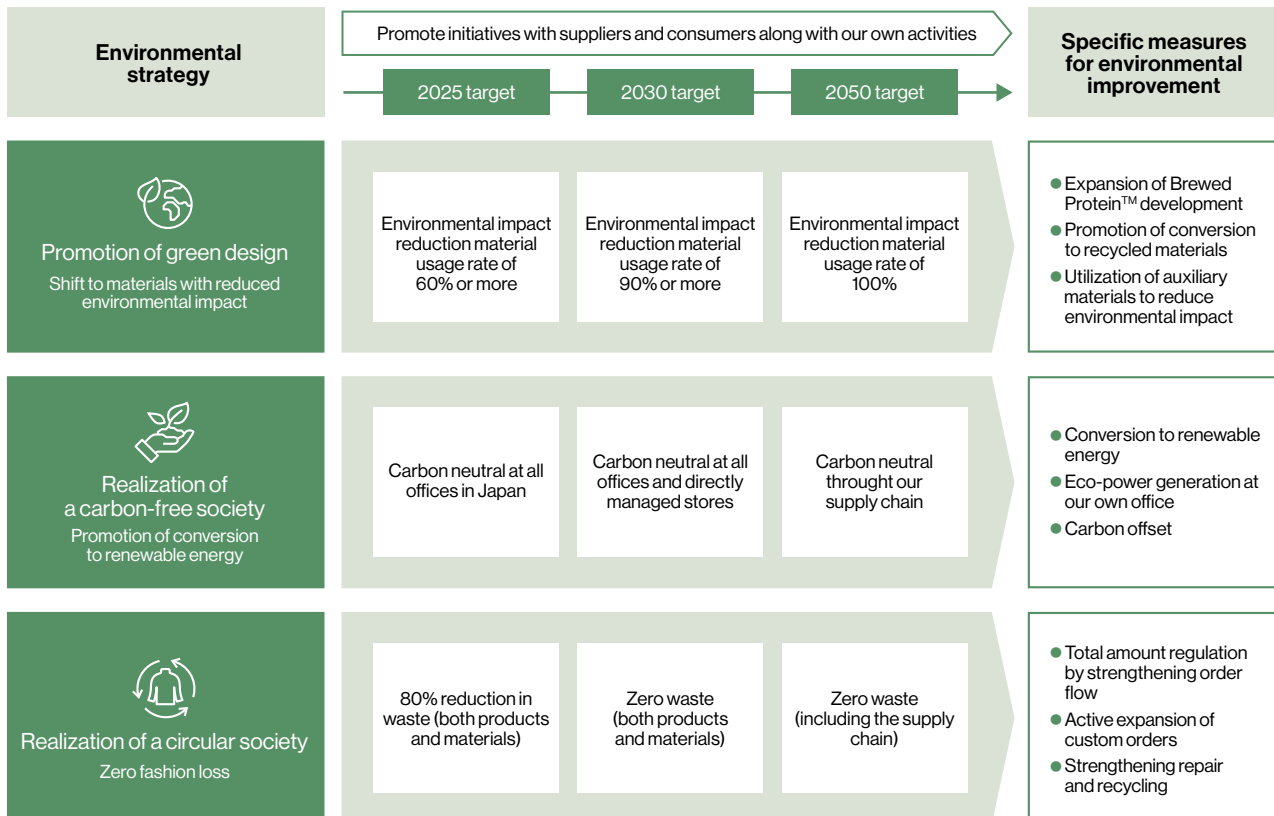 Environmental
strategy
Promote initiatives with suppliers and consumers along with our own activities
2025 target
2030 target
2050 target
Specific measures
for environmental
improvement
Promotion of green design
Shift to materials with reduced
environmental impact
Environmental impact
reduction material
usage rate of
60% or more
Environmental impact
reduction material
usage rate of
90% or more
Environmental impact
reduction material
usage rate of
100%
Expansion of Brewed
Protein™ development
Promotion of conversion
to recycled materials
Utilization of auxiliary
materials to reduce
environmental impact
Realization of
a carbon-free society
Promotion of conversion
to renewable energy
Carbon neutral at all
offices in Japan
Carbon neutral at all
offices and directly
managed stores
Carbon neutral
throught our
supply chain
Conversion to renewable
energy
Eco-power generation at
our own office
Carbon offset
Realization of a circular society
Zero fashion loss
80% reduction in
waste (both products
and materials)
Zero waste
(both products
and materials)
Zero waste
(including the supply
chain)
Total amount regulation
by strengthening order
flow
Active expansion of
custom orders
Strengthening repair
and recycling